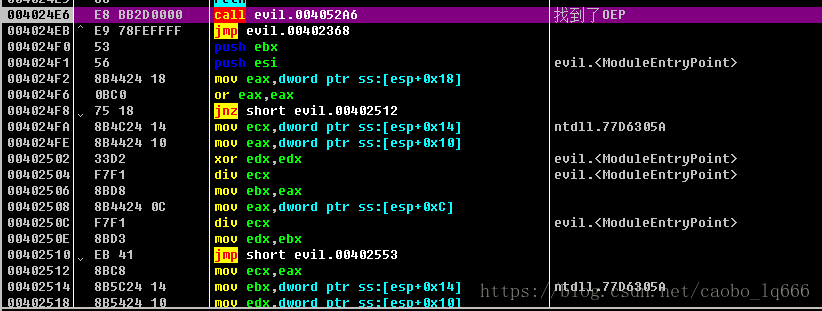 004024E6 E8 BB2D0000 call evil.004052A6 找到了OEP
004024EB ^ E9 78FEFFFF jmp evil.00402368
004024F0 53 push ebx
004024F1 56 push esi evil.<ModuleEntryPoint>
004024F2 8B4424 18 mov eax,dword ptr ss:[esp+0x18]
004024F6 0BC0 or eax,eax
004024F8 75 18 jnz short evil.00402512
004024FA 8B4C24 14 mov ecx,dword ptr ss:[esp+0x14] ntdll.77D6305A
004024FE 8B4424 10 mov eax,dword ptr ss:[esp+0x10]
00402502 33D2 xor edx,edx evil.<ModuleEntryPoint>
00402504 F7F1 div ecx evil.<ModuleEntryPoint>
00402506 8BD8 mov ebx,eax
00402508 8B4424 0C mov eax,dword ptr ss:[esp+0xC]
0040250C F7F1 div ecx evil.<ModuleEntryPoint>
0040250E 8BD3 mov edx,ebx
00402510 EB 41 jmp short evil.00402553
00402512 8BC8 mov ecx,eax
00402514 8B5C24 14 mov ebx,dword ptr ss:[esp+0x14] ntdll.77D6305A
00402518 8B5424 10 mov edx,dword ptr ss:[esp+0x10]
https://blog.csdn.net/caobo_lq666